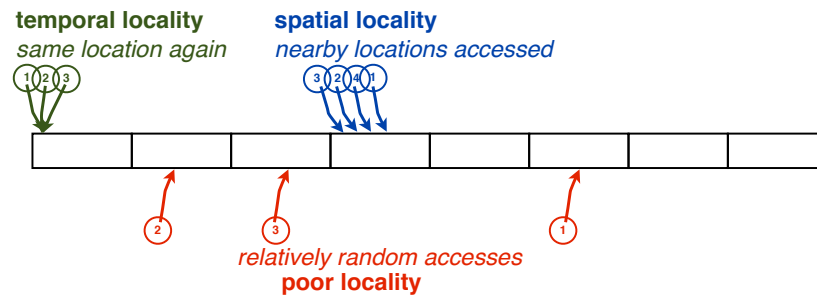 temporal locality
same location again
1 2 3
spatial locality
nearby locations accessed
3 2 4 1
2
3
1
relatively random accesses
poor locality